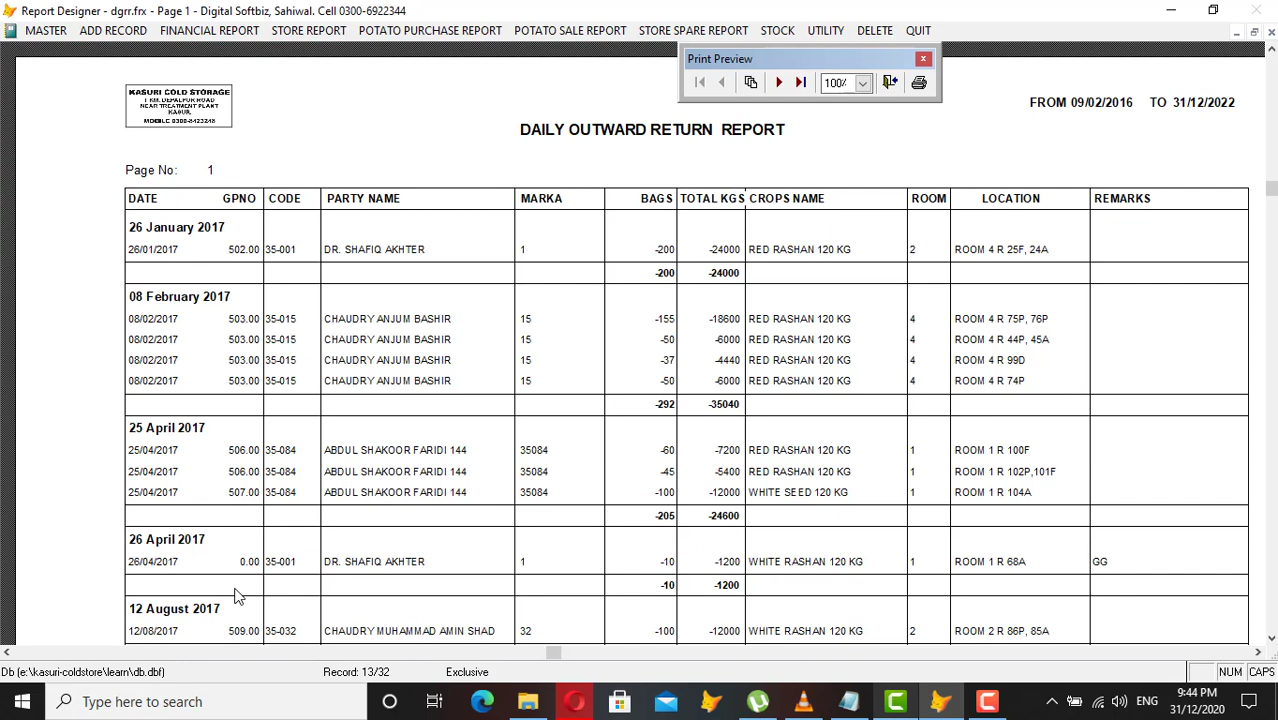 Report Designer - dgrr.frx - Page 1 - Digital Softbiz, Sahiwal. Cell 0300-6922344
MASTER ADD RECORD FINANCIAL REPORT STORE REPORT POTATO PURCHASE REPORT POTATO SALE REPORT STORE SPARE REPORT STOCK UTILITY DELETE QUIT
Print Preview
100%
KASURI COLD STORAGE
1 KM. DEPALPUR ROAD
NEAR TREATMENT PLANT
KASUR.
MOBILE 0300-8423248
FROM 09/02/2016 TO 31/12/2022
DAILY OUTWARD RETURN REPORT
Page No: 1
DATE GPNO CODE PARTY NAME MARKA BAGS TOTAL KGS CROPS NAME ROOM LOCATION REMARKS
26 January 2017
26/01/2017 502.00 35-001 DR. SHAFIQ AKHTER 1 -200 -24000 RED RASHAN 120 KG 2 ROOM 4 R 25F, 24A
-200 -24000
08 February 2017
08/02/2017 503.00 35-015 CHAUDRY ANJUM BASHIR 15 -155 -18600 RED RASHAN 120 KG 4 ROOM 4 R 75P, 76P
08/02/2017 503.00 35-015 CHAUDRY ANJUM BASHIR 15 -50 -6000 RED RASHAN 120 KG 4 ROOM 4 R 44P, 45A
08/02/2017 503.00 35-015 CHAUDRY ANJUM BASHIR 15 -37 -4440 RED RASHAN 120 KG 4 ROOM 4 R 99D
08/02/2017 503.00 35-015 CHAUDRY ANJUM BASHIR 15 -50 -6000 RED RASHAN 120 KG 4 ROOM 4 R 74P
-292 -35040
25 April 2017
25/04/2017 506.00 35-084 ABDUL SHAKOOR FARIDI 144 35084 -60 -7200 RED RASHAN 120 KG 1 ROOM 1 R 100F
25/04/2017 506.00 35-084 ABDUL SHAKOOR FARIDI 144 35084 -45 -5400 RED RASHAN 120 KG 1 ROOM 1 R 102P,101F
25/04/2017 507.00 35-084 ABDUL SHAKOOR FARIDI 144 35084 -100 -12000 WHITE SEED 120 KG 1 ROOM 1 R 104A
-205 -24600
26 April 2017
26/04/2017 0.00 35-001 DR. SHAFIQ AKHTER 1 -10 -1200 WHITE RASHAN 120 KG 1 ROOM 1 R 68A GG
-10 -1200
12 August 2017
12/08/2017 509.00 35-032 CHAUDRY MUHAMMAD AMIN SHAD 32 -100 -12000 WHITE RASHAN 120 KG 2 ROOM 2 R 86P, 85A
Db (e:\kasuri-coldstore\learn\db.dbf) Record: 13/32 Exclusive NUM CAPS
Type here to search ENG 9:44 PM
31/12/2020